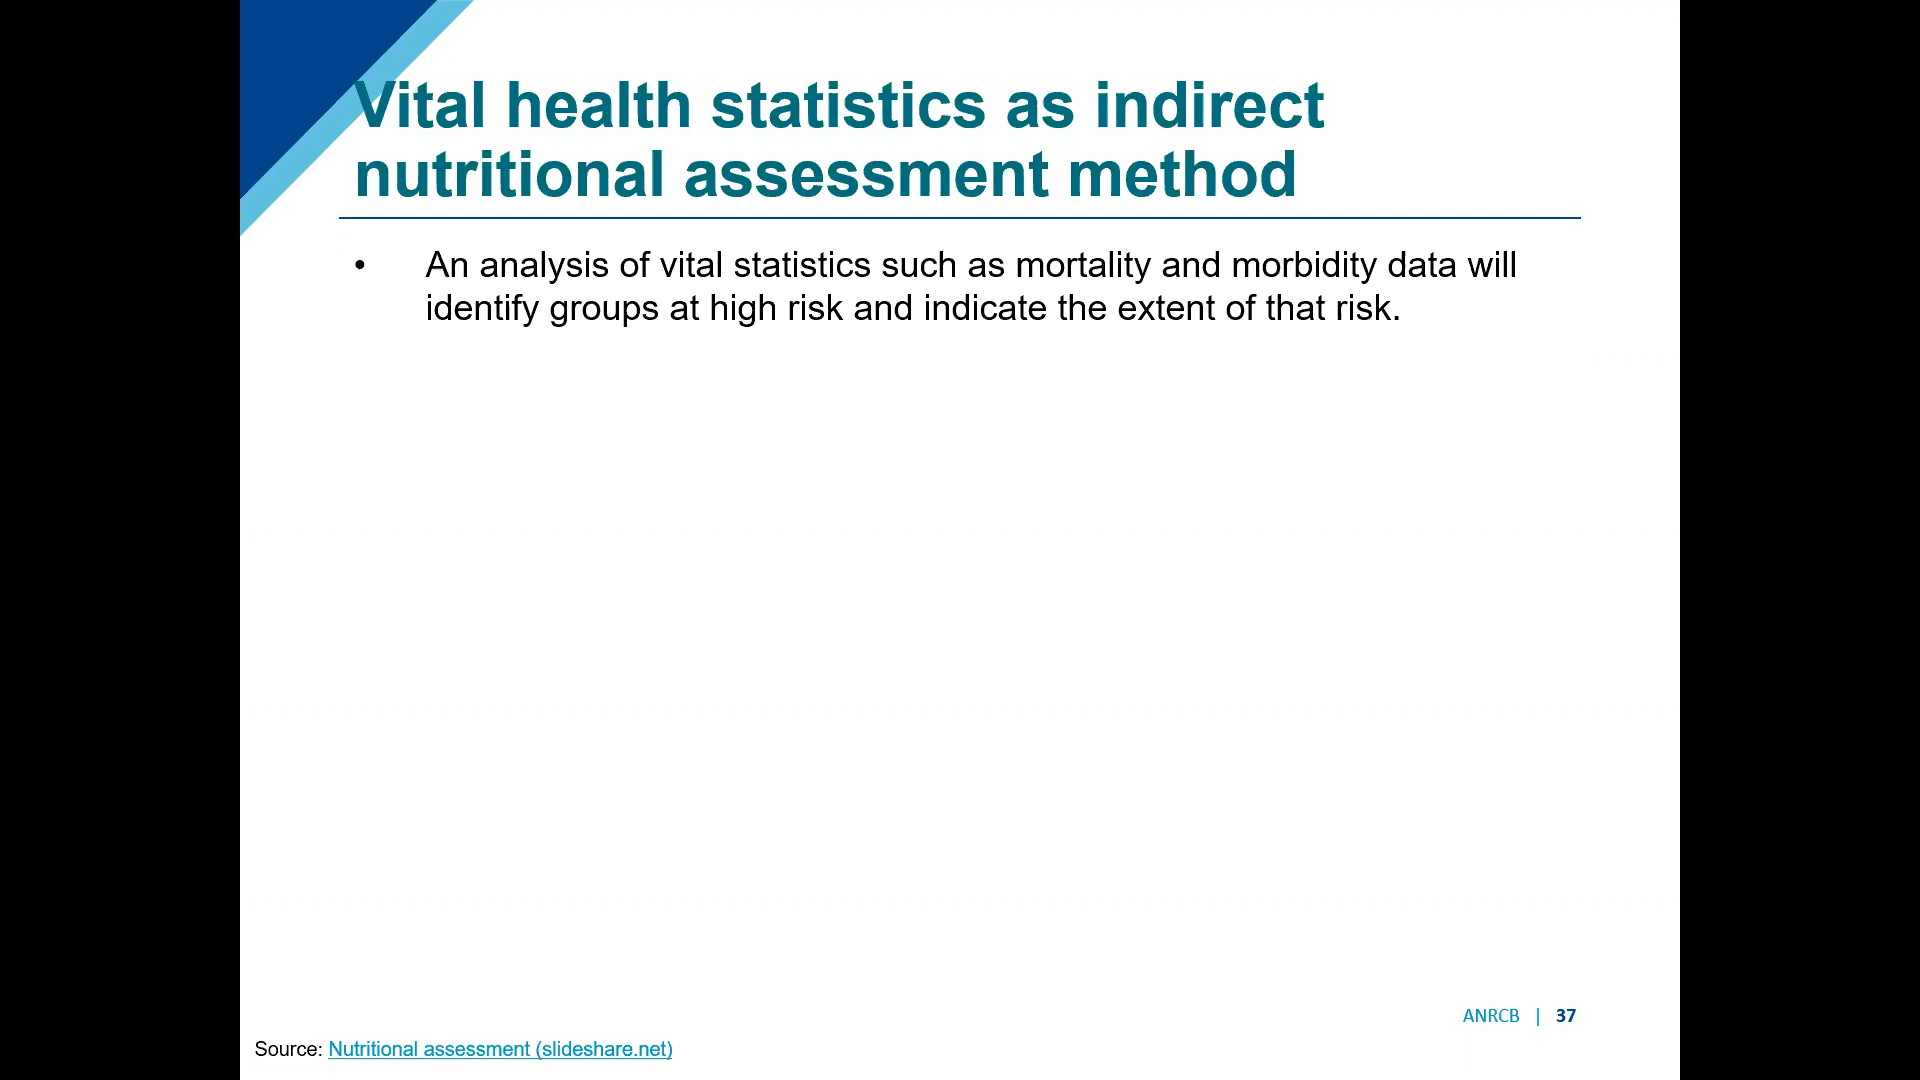 Vital health statistics as indirect
nutritional assessment method
• An analysis of vital statistics such as mortality and morbidity data will
identify groups at high risk and indicate the extent of that risk.
ANRCB | 37
Source: Nutritional assessment (slideshare.net)